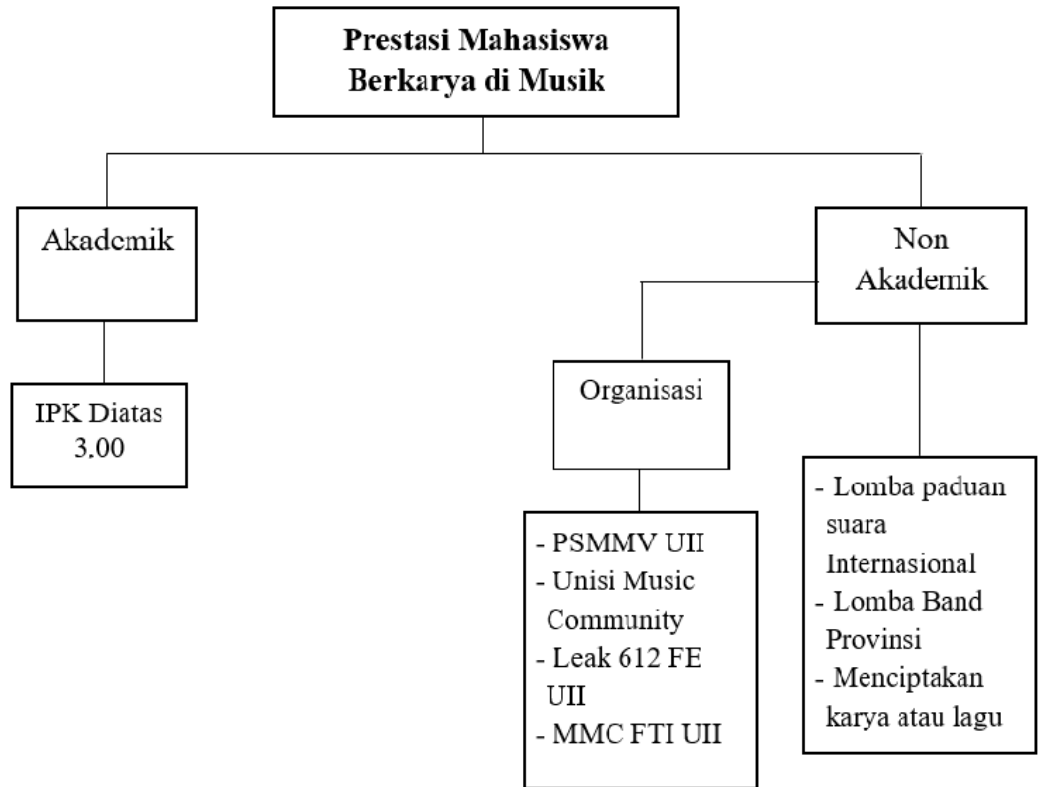 Prestasi Mahasiswa
Berkarya di Musik
Akademik
Non
Akademik
IPK Diatas
3.00
Organisasi
- PSMMV UII
- Unisi Music
Community
- Leak 612 FE
UII
- MMC FTI UII
- Lomba paduan
suara
Internasional
- Lomba Band
Provinsi
- Menciptakan
karya atau lagu